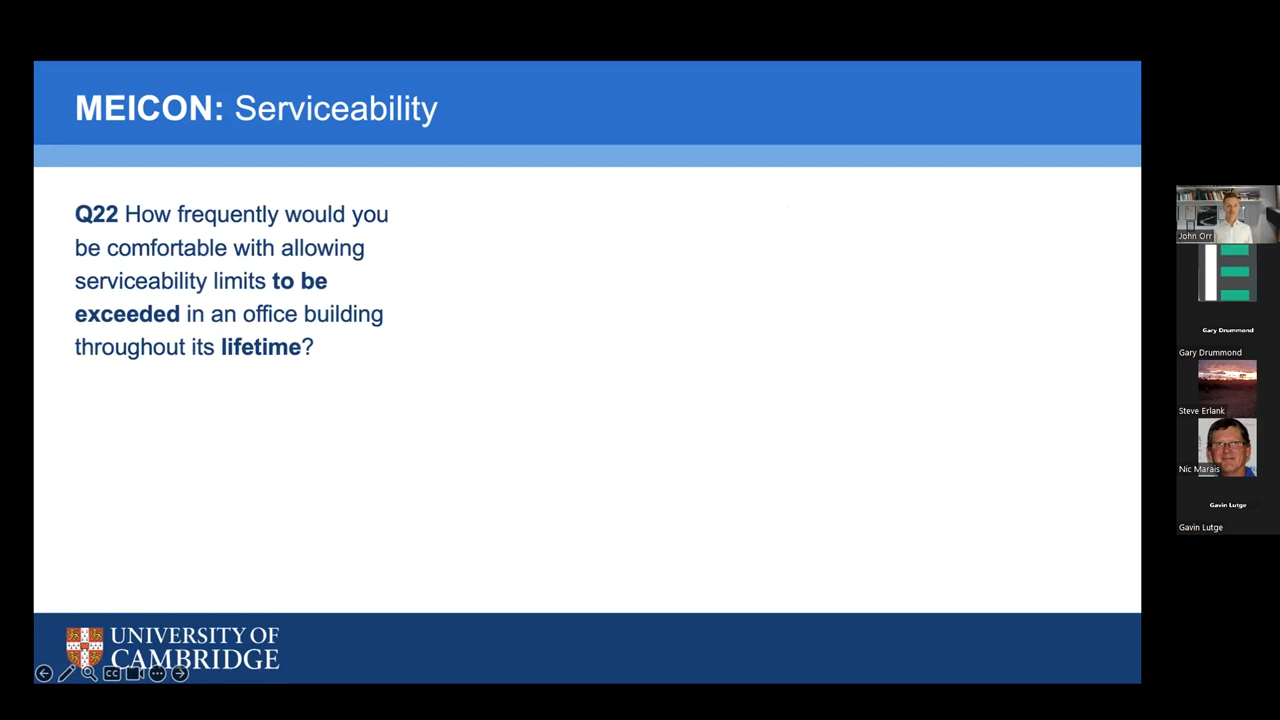 MEICON: Serviceability
Q22 How frequently would you
be comfortable with allowing
serviceability limits to be
exceeded in an office building
throughout its lifetime?
UNIVERSITY OF
CAMBRIDGE
CC
John Orr
Gary Drummond
Gary Drummond
Steve Erlank
Nic Marais
Gavin Lutge
Gavin Lutge